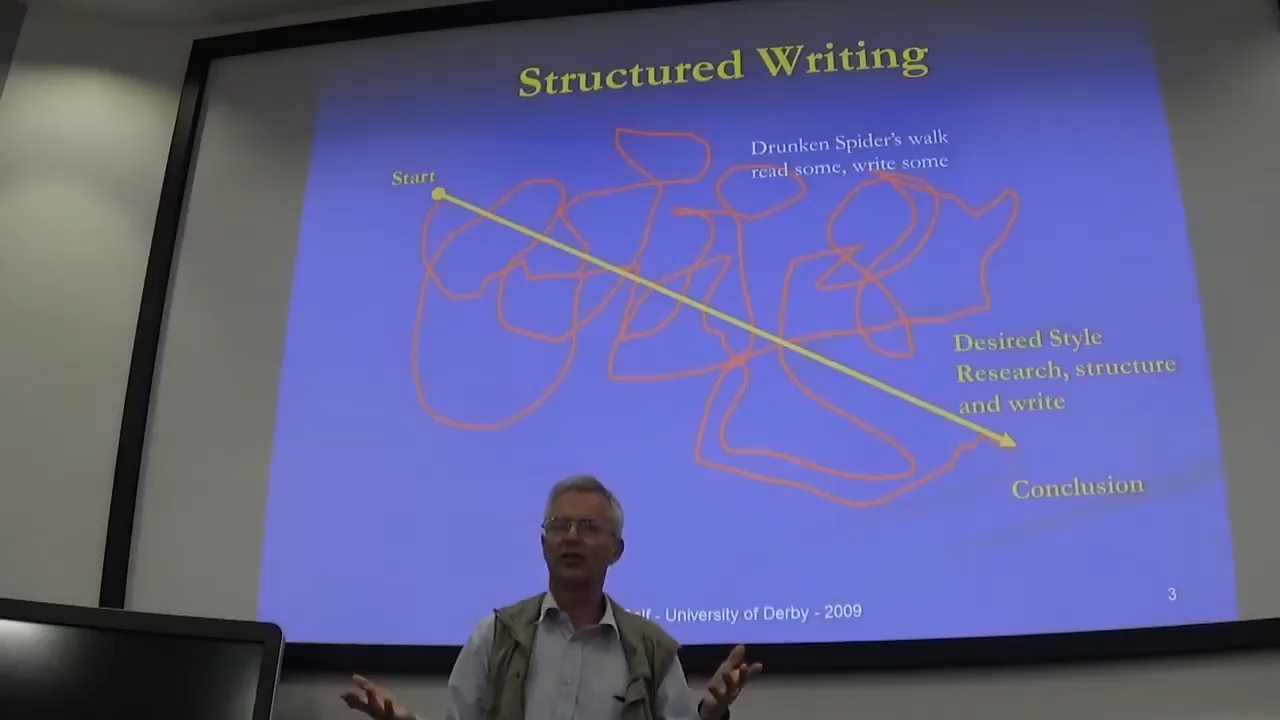 Structured Writing
Drunken Spider's walk
read some, write some
Start
Desired Style
Research, structure
and write
Conclusion
- University of Derby - 2009
3